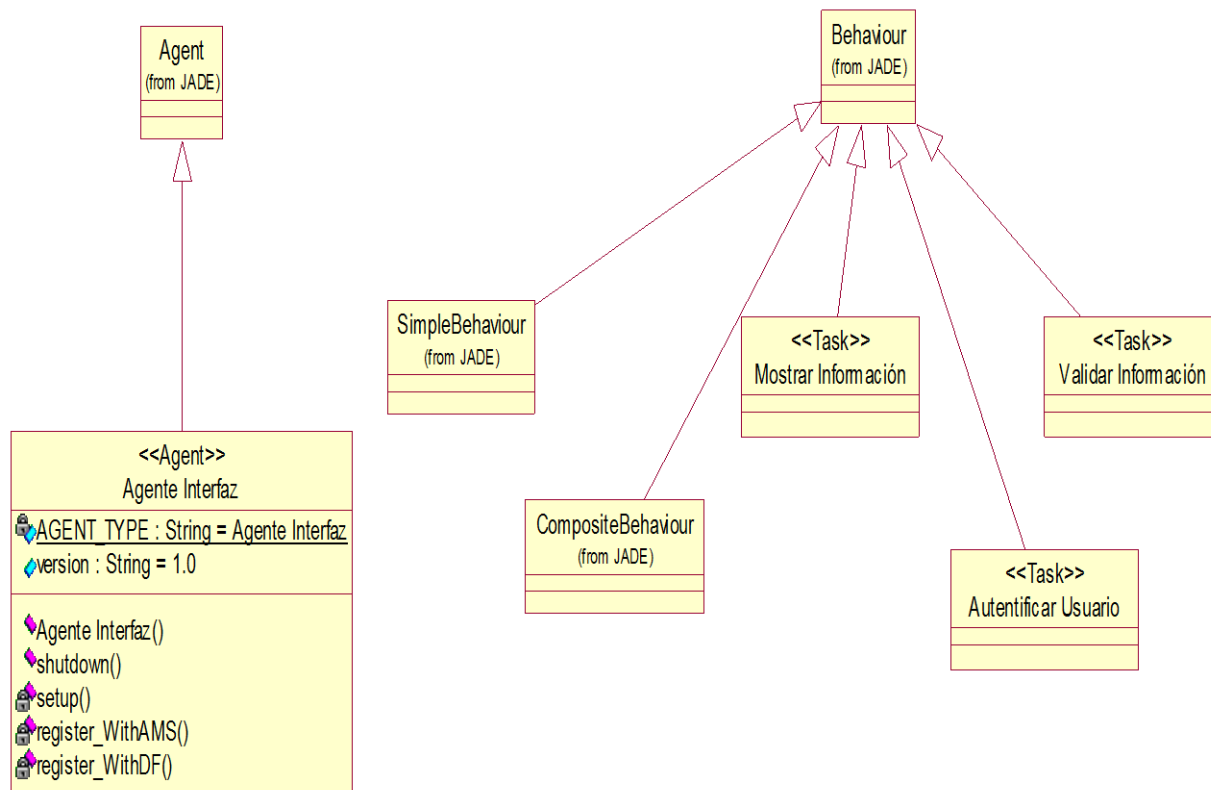 Agent
(from JADE)
Behaviour
(from JADE)
SimpleBehaviour
(from JADE)
<<Task>>
Mostrar Información
<<Task>>
Validar Información
<<Agent>>
Agente Interfaz
AGENT_TYPE : String = Agente Interfaz
version : String = 1.0
Agente Interfaz()
shutdown()
setup()
register_WithAMS()
register_WithDF()
CompositeBehaviour
(from JADE)
<<Task>>
Autentificar Usuario